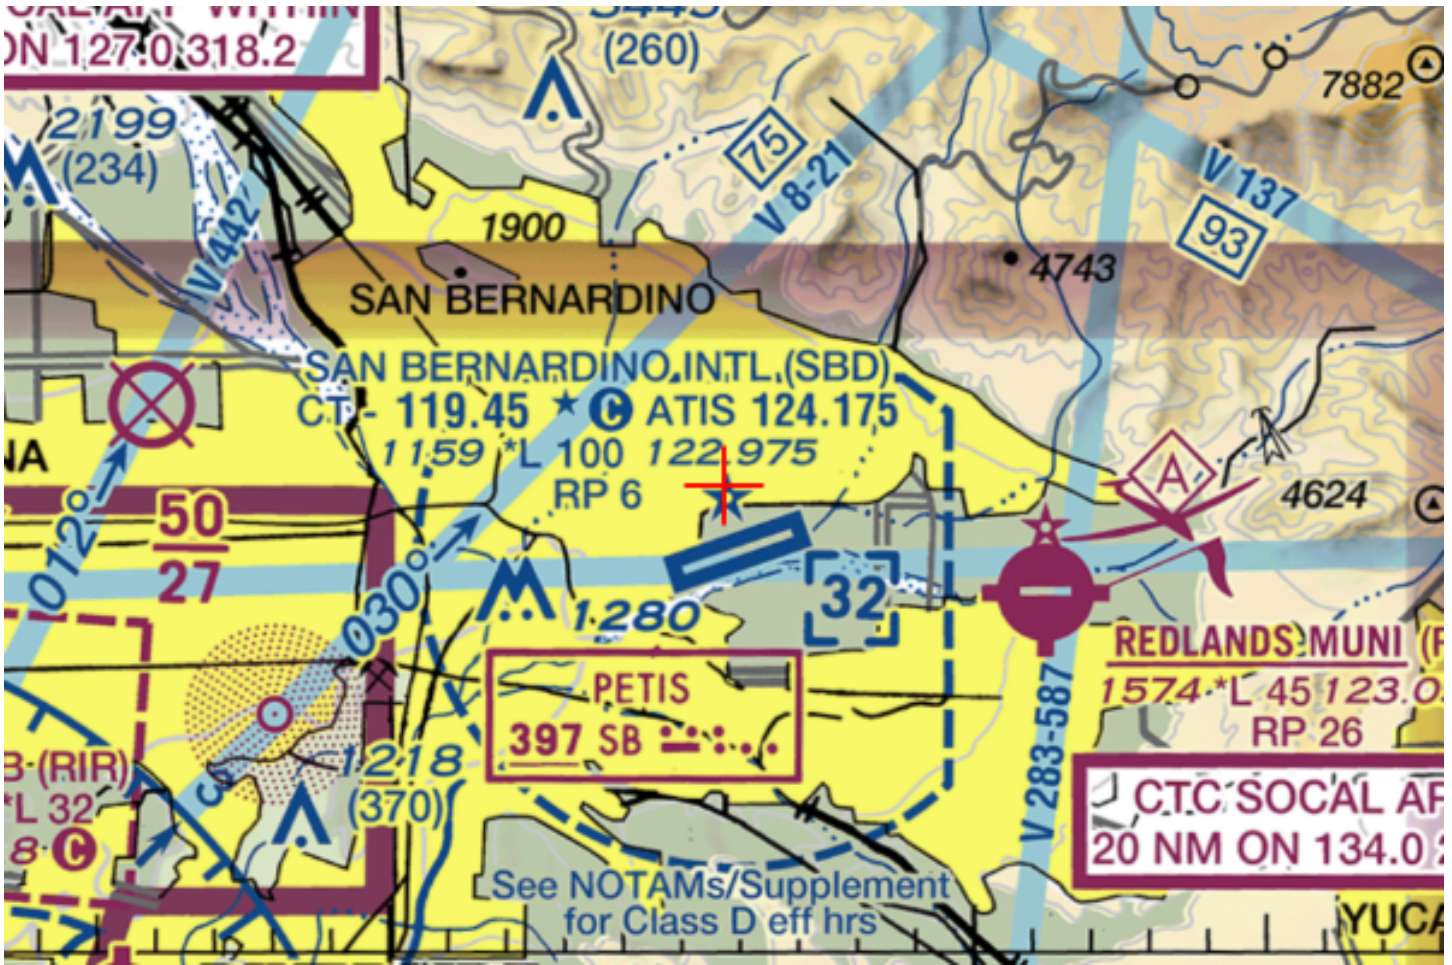 ON 127.0 318.2
(260)
2199
(234)
7882
75
V 8-21
V 137
93
V 442
1900
4743
SAN BERNARDINO
SAN BERNARDINO INTL (SBD)
CT - 119.45 ★ C ATIS 124.175
1159 *L 100 122.975
RP 6
NA
A
4624
50
27
012°
030°
32
1280
REDLANDS MUNI (
1574 *L 45 123.0
RP 26
PETIS
397 SB
V 283-587
B (RIR)
*L 32
8 C
1218
(370)
CTC SOCAL AP
20 NM ON 134.0 2
See NOTAMs/Supplement
for Class D eff hrs
YUCA